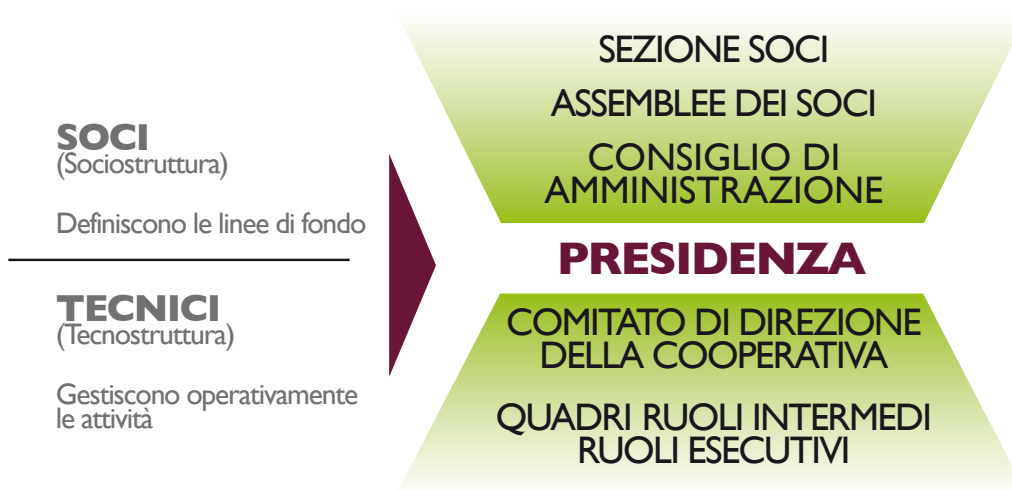 SOCI
(Sociostruttura)
Definiscono le linee di fondo
TECNICI
(Tecnostruttura)
Gestiscono operativamente
le attività
SEZIONE SOCI
ASSEMBLEE DEI SOCI
CONSIGLIO DI
AMMINISTRAZIONE
PRESIDENZA
COMITATO DI DIREZIONE
DELLA COOPERATIVA
QUADRI RUOLI INTERMEDI
RUOLI ESECUTIVI